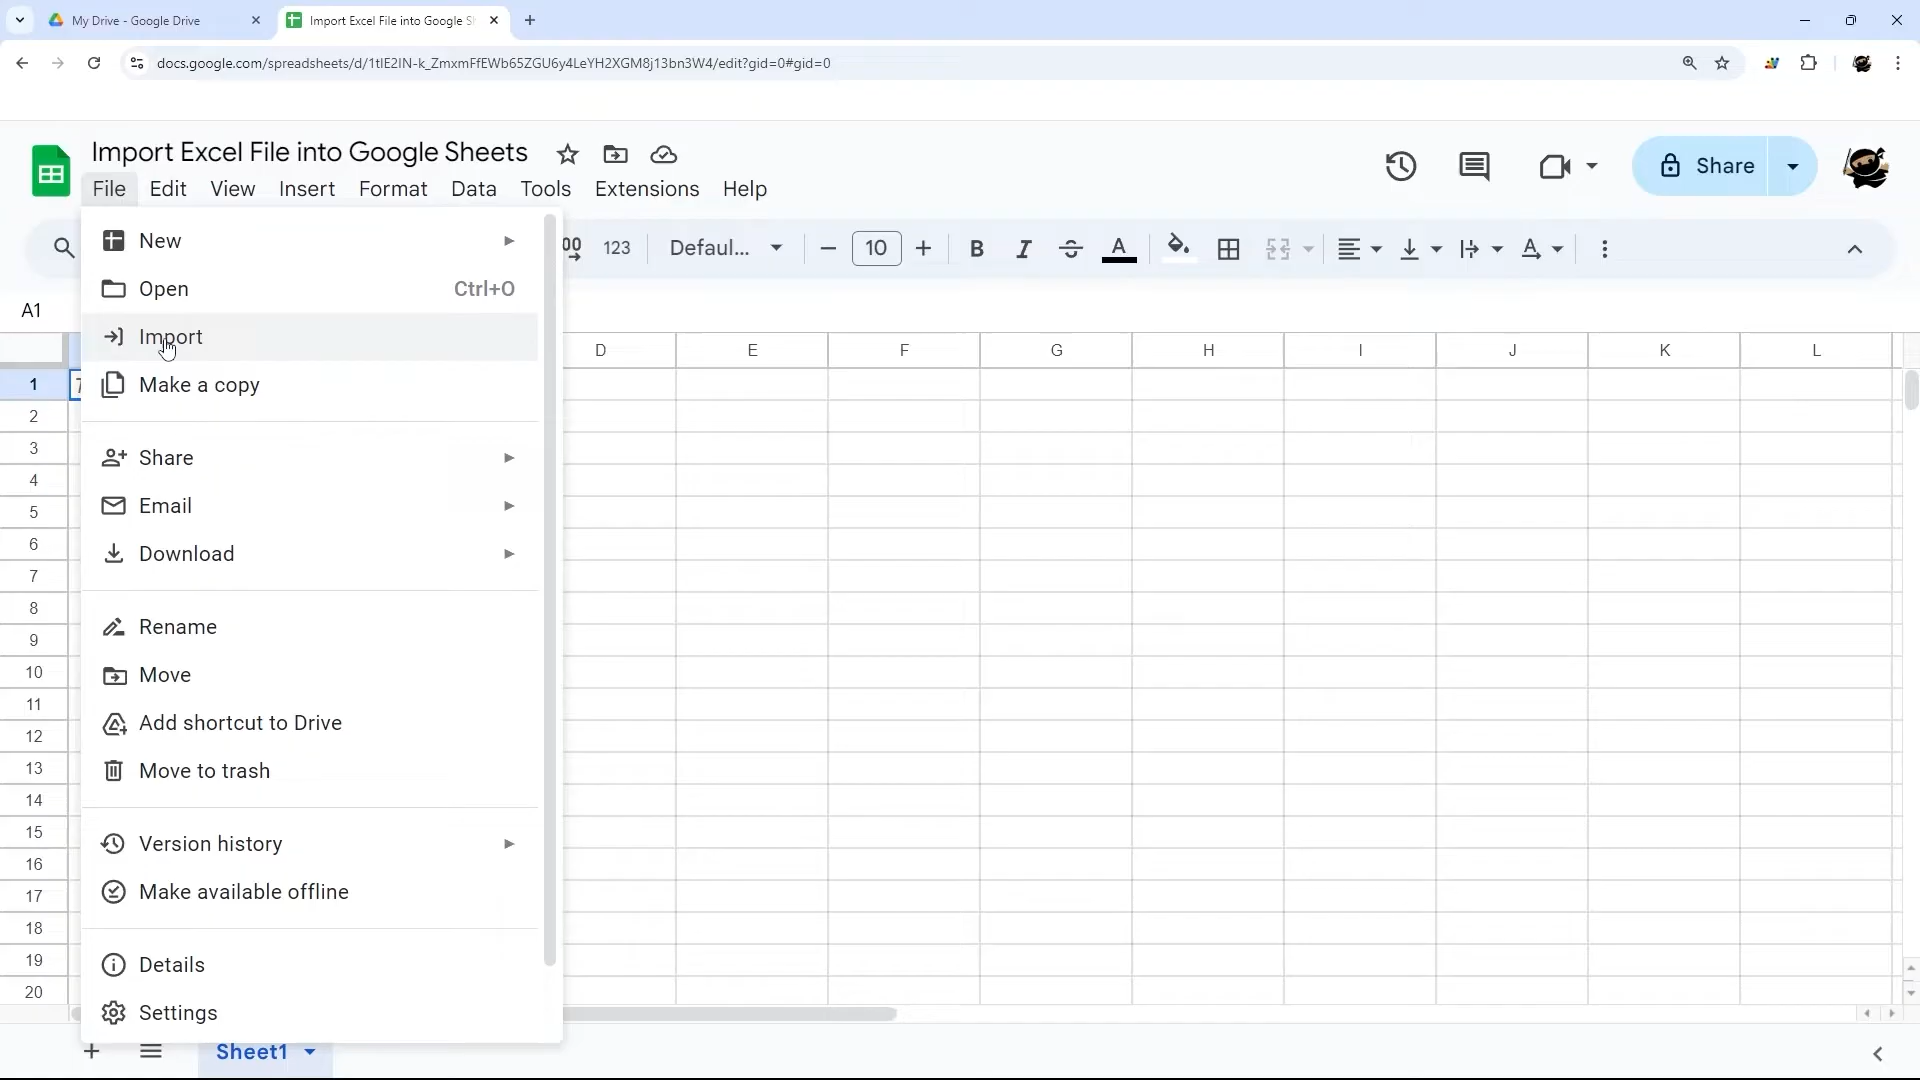 My Drive - Google Drive
Import Excel File into Google S
docs.google.com/spreadsheets/d/1tIE2IN-k_ZmxmFfEWb65ZGU6y4LeYH2XGM8j13bn3W4/edit?gid=0#gid=0
Import Excel File into Google Sheets
File Edit View Insert Format Data Tools Extensions Help
Share
New
Open Ctrl+O
Import
Make a copy
Share
Email
Download
Rename
Move
Add shortcut to Drive
Move to trash
Version history
Make available offline
Details
Settings
.00 123 Defaul... 10 B I A A
A1
D E F G H I J K L
1
2
3
4
5
6
7
8
9
10
11
12
13
14
15
16
17
18
19
20
Sheet1